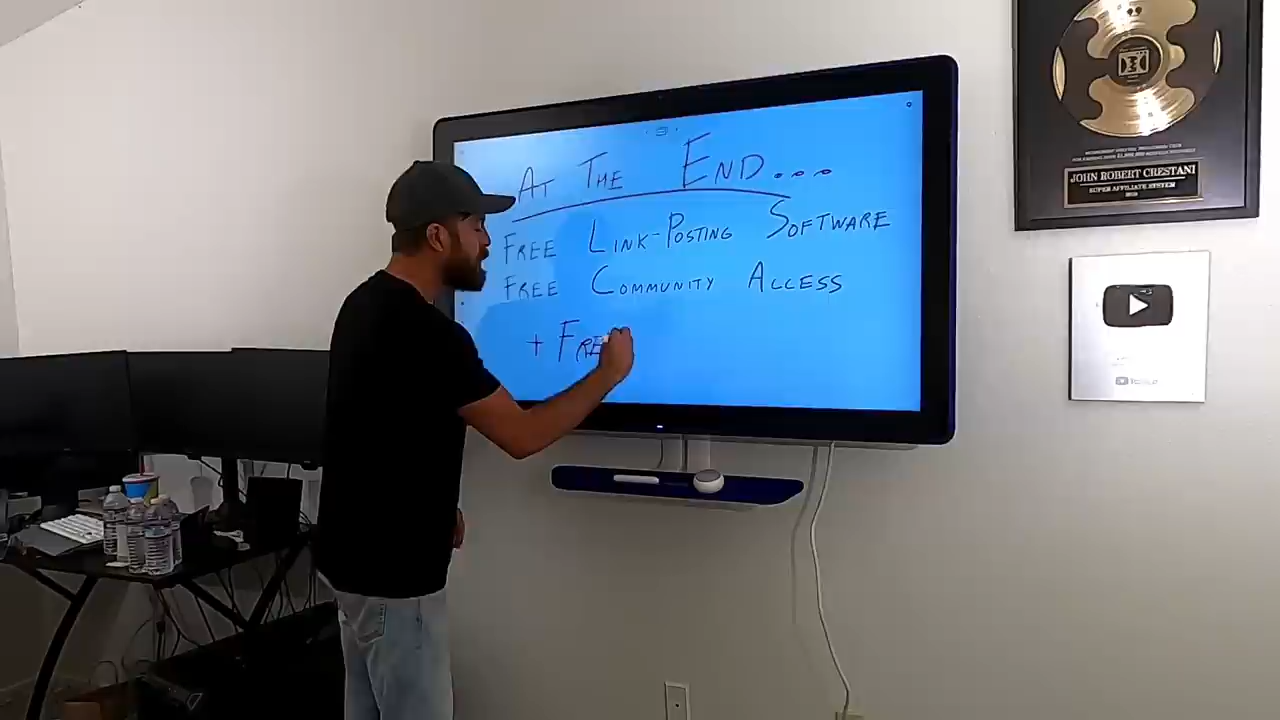 AT THE END....
FREE LINK-POSTING SOFTWARE
FREE COMMUNITY ACCESS
+ FRE
JOHN ROBERT CRESTANI
SUPER AFFILIATE SYSTEM